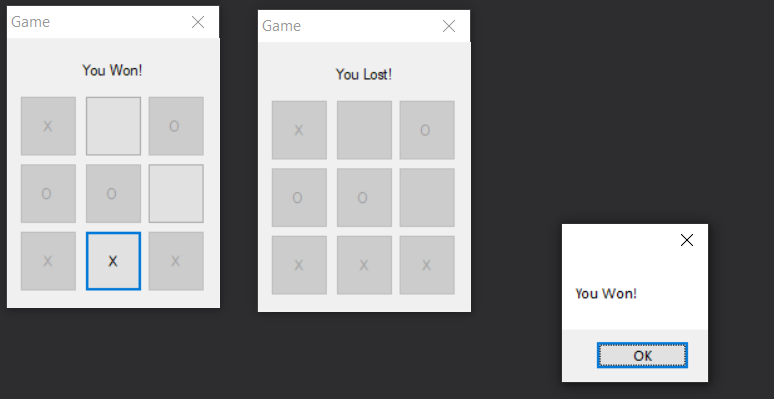 Game
You Won!
X O
O O
X X X
Game
You Lost!
X O
O O
X X X
You Won!
OK